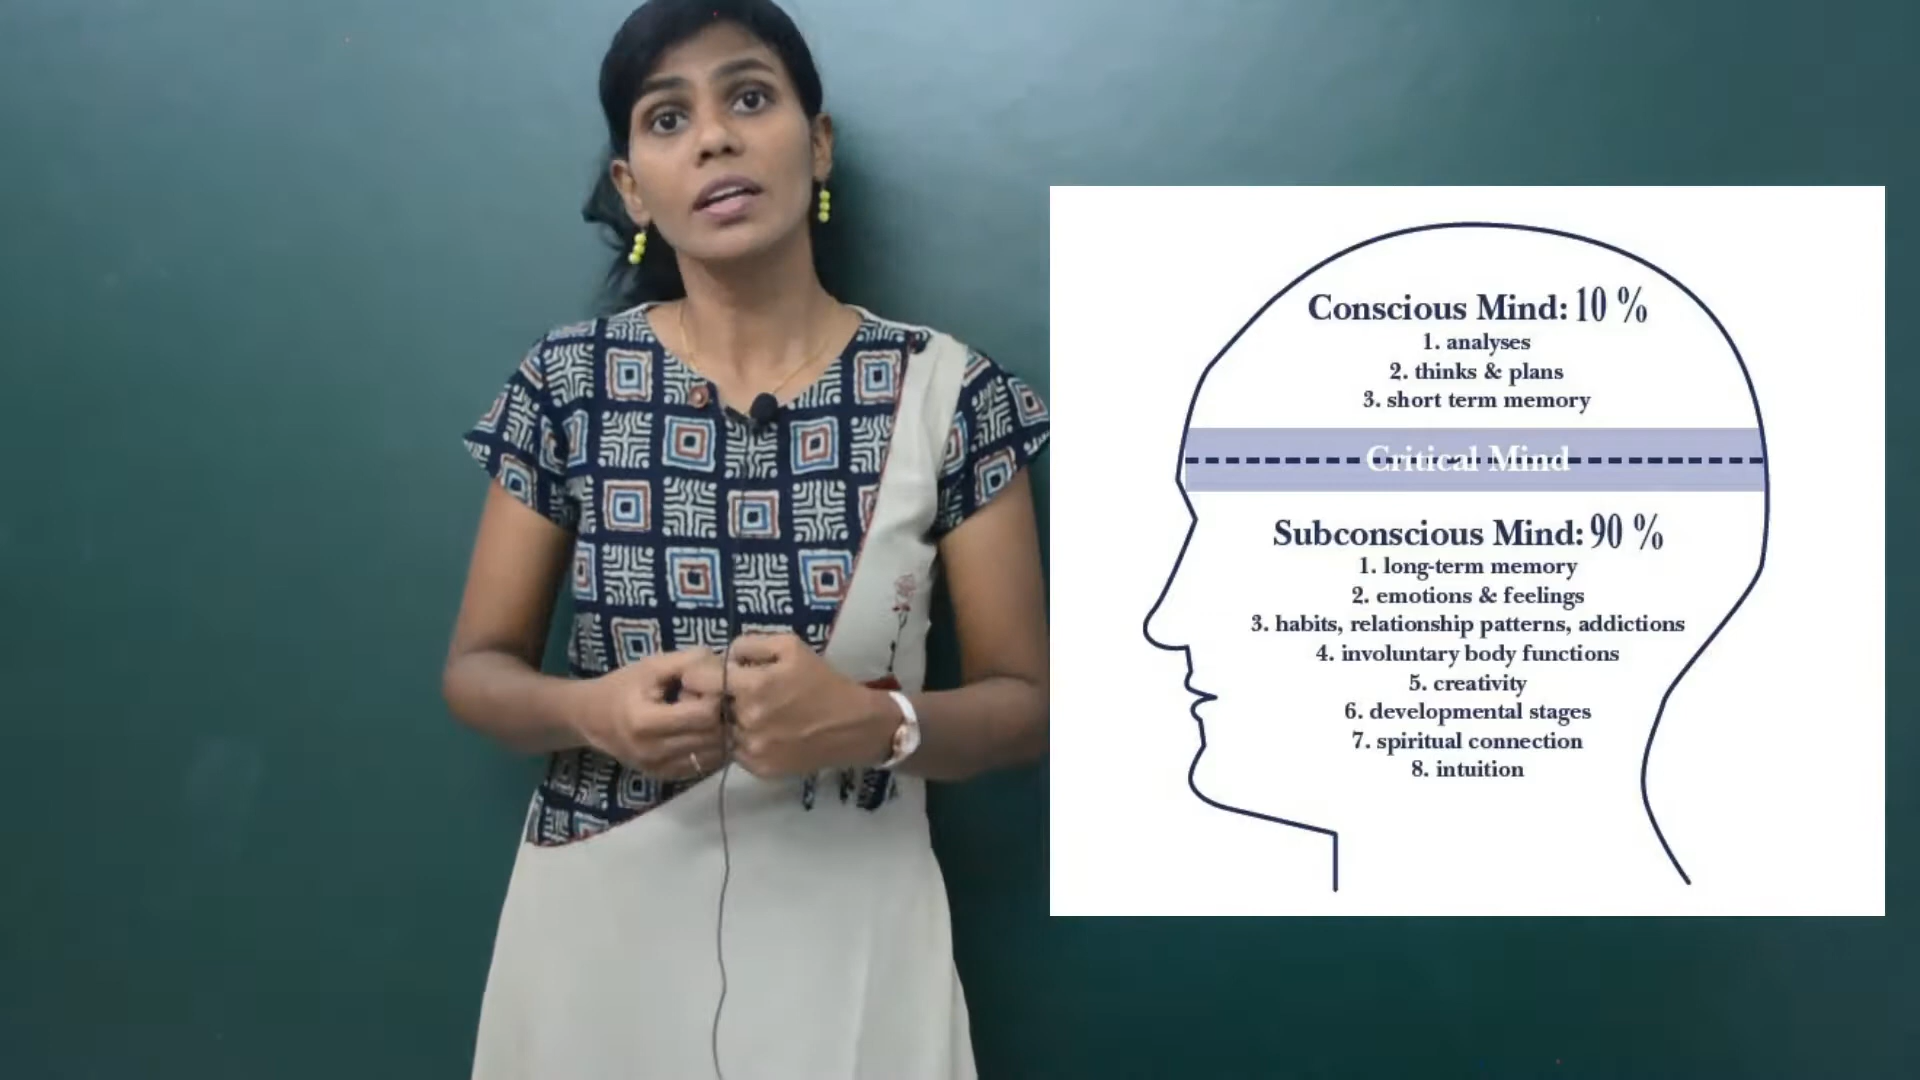 Conscious Mind: 10 %
1. analyses
2. thinks & plans
3. short term memory
Critical Mind
Subconscious Mind: 90 %
1. long-term memory
2. emotions & feelings
3. habits, relationship patterns, addictions
4. involuntary body functions
5. creativity
6. developmental stages
7. spiritual connection
8. intuition